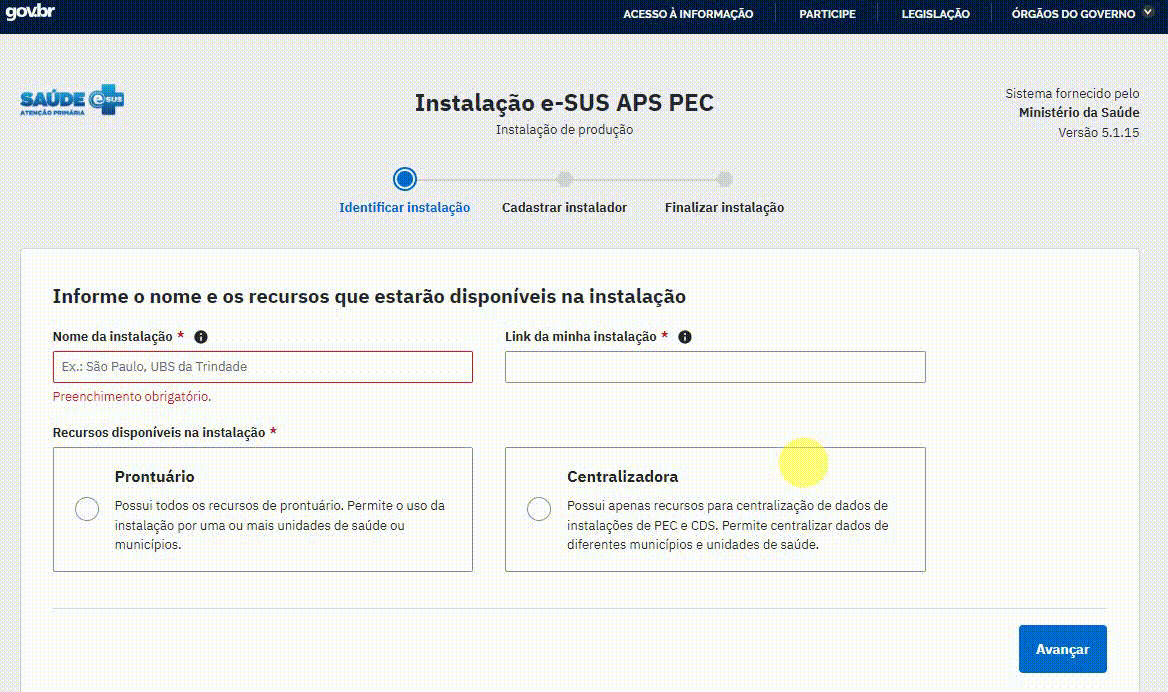 gov.br
ACESSO À INFORMAÇÃO
PARTICIPE
LEGISLAÇÃO
ÓRGÃOS DO GOVERNO
SAÚDE e SUS
ATENÇÃO PRIMÁRIA
Instalação e-SUS APS PEC
Instalação de produção
Sistema fornecido pelo
Ministério da Saúde
Versão 5.1.15
Identificar instalação
Cadastrar instalador
Finalizar instalação
Informe o nome e os recursos que estarão disponíveis na instalação
Nome da instalação *
Ex.: São Paulo, UBS da Trindade
Preenchimento obrigatório.
Link da minha instalação *
Recursos disponíveis na instalação *
Prontuário
Possui todos os recursos de prontuário. Permite o uso da
instalação por uma ou mais unidades de saúde ou
municípios.
Centralizadora
Possui apenas recursos para centralização de dados de
instalações de PEC e CDS. Permite centralizar dados de
diferentes municípios e unidades de saúde.
Avançar